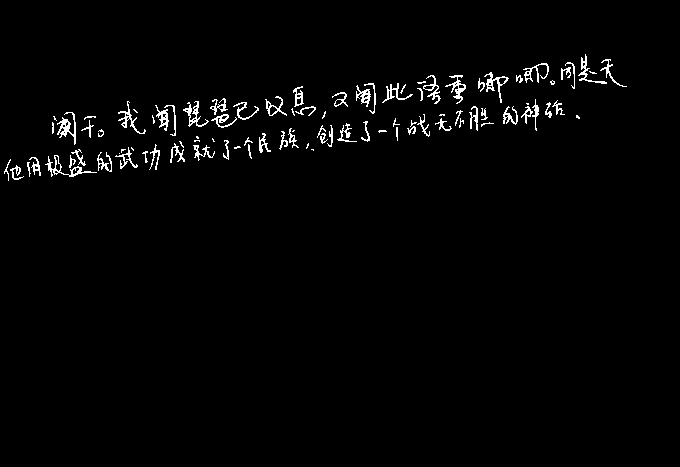 阑干。我闻琵琶已叹息,又闻此语重唧唧。同是天
他用极盛的武功成就了一个民族,创造了一个战无不胜的神话、